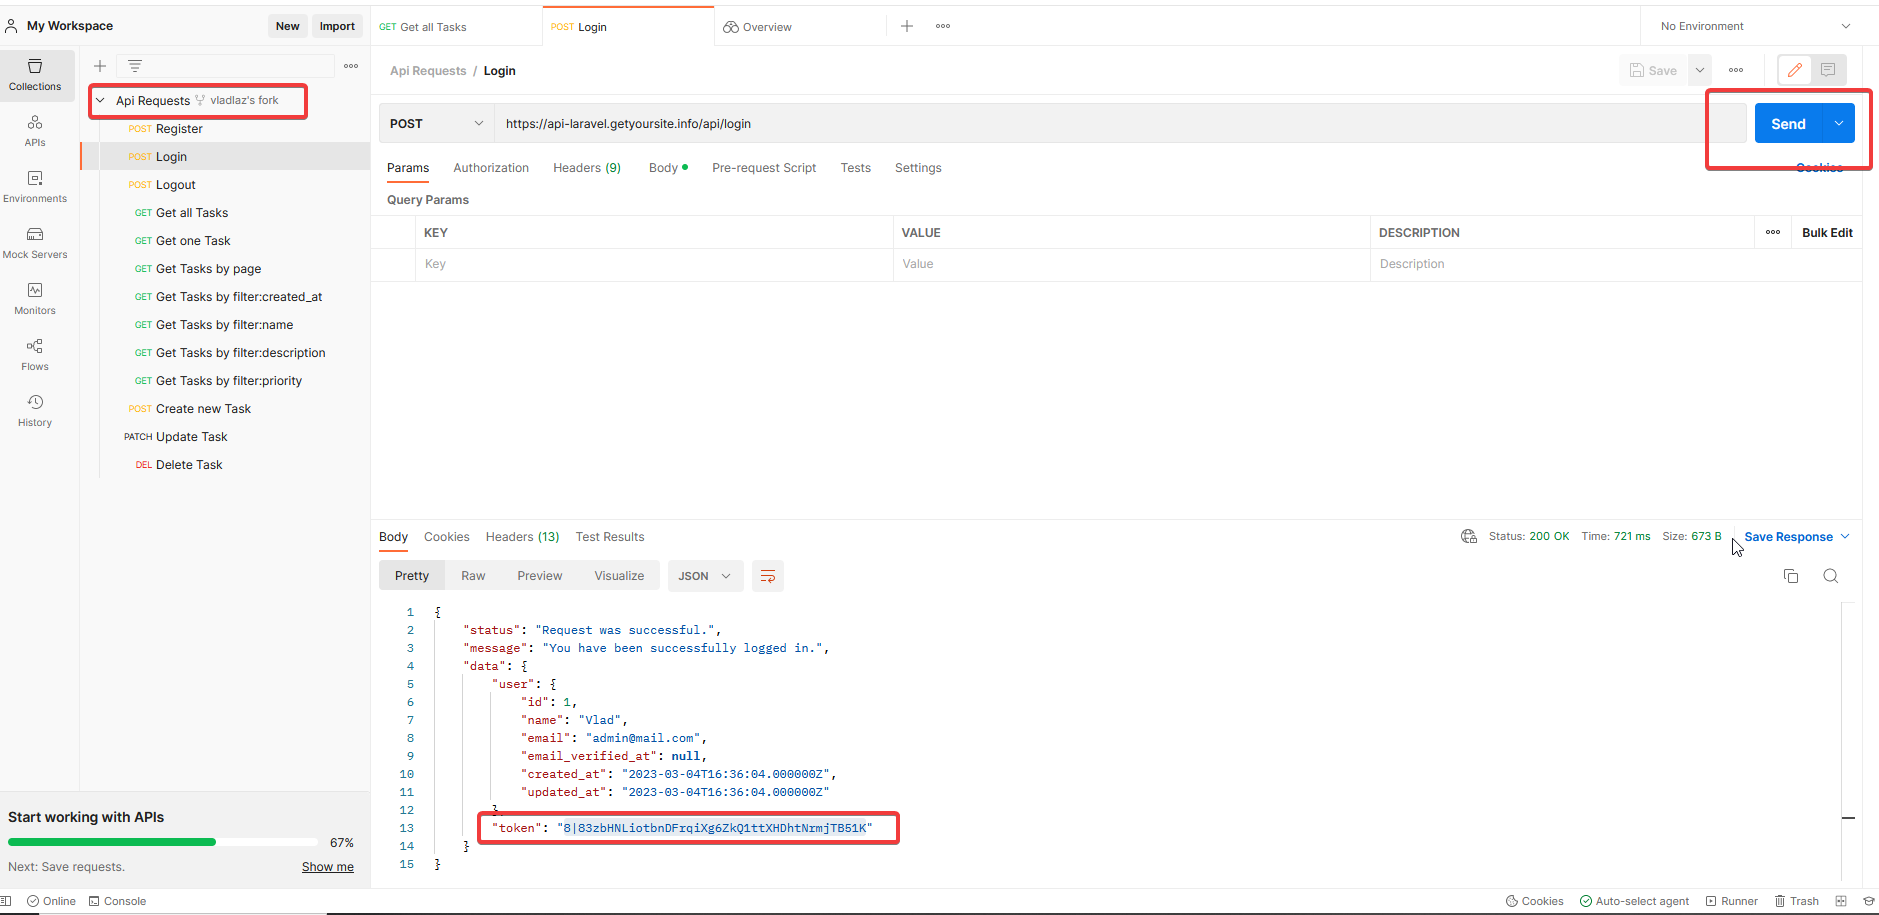 My Workspace
New
Import
GET Get all Tasks
POST Login
Overview
No Environment
Collections
APIs
Environments
Mock Servers
Monitors
Flows
History
Api Requests vladlaz's fork
POST Register
POST Login
POST Logout
GET Get all Tasks
GET Get one Task
GET Get Tasks by page
GET Get Tasks by filter:created_at
GET Get Tasks by filter:name
GET Get Tasks by filter:description
GET Get Tasks by filter:priority
POST Create new Task
PATCH Update Task
DEL Delete Task
Start working with APIs
67%
Next: Save requests.
Show me
Api Requests / Login
Save
POST
https://api-laravel.getyoursite.info/api/login
Send
Params
Authorization
Headers (9)
Body
Pre-request Script
Tests
Settings
Cookies
Query Params
KEY
VALUE
DESCRIPTION
Bulk Edit
Key
Value
Description
Body
Cookies
Headers (13)
Test Results
Status: 200 OK
Time: 721 ms
Size: 673 B
Save Response
Pretty
Raw
Preview
Visualize
JSON
1 {
2 "status": "Request was successful.",
3 "message": "You have been successfully logged in.",
4 "data": {
5 "user": {
6 "id": 1,
7 "name": "Vlad",
8 "email": "admin@mail.com",
9 "email_verified_at": null,
10 "created_at": "2023-03-04T16:36:04.000000Z",
11 "updated_at": "2023-03-04T16:36:04.000000Z"
12 },
13 "token": "8|83zbHNLiotbnDFrqiXg6ZkQ1ttXHDhtNrmjTB51K"
14 }
15 }
Online
Console
Cookies
Auto-select agent
Runner
Trash